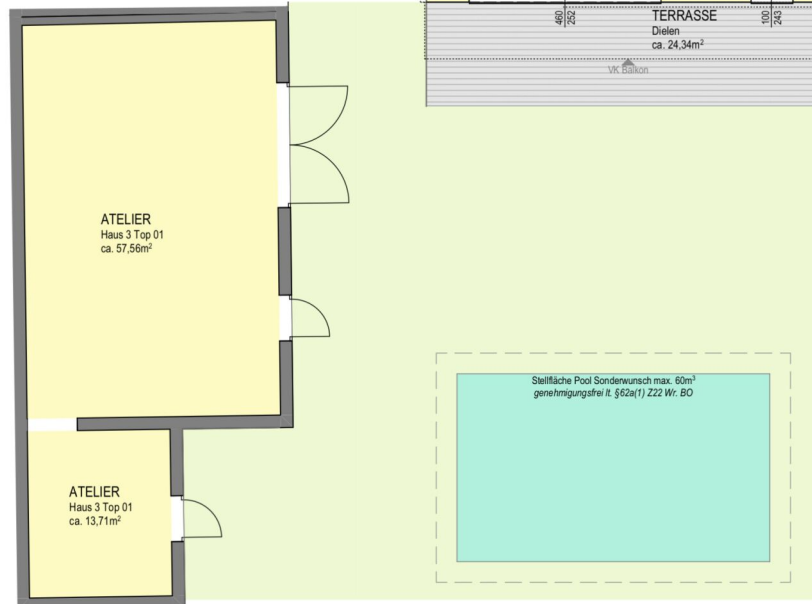 460
252
TERRASSE
Dielen
ca. 24,34m²
100
243
VK Balkon
ATELIER
Haus 3 Top 01
ca. 57,56m²
Stellfläche Pool Sonderwunsch max. 60m³
genehmigungsfrei lt. §62a(1) Z22 Wr. BO
ATELIER
Haus 3 Top 01
ca. 13,71m²